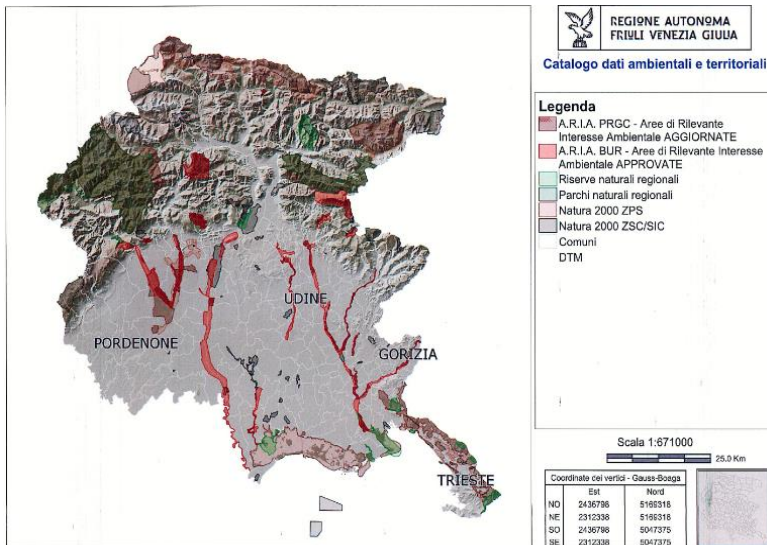 REGIONE AUTONOMA
FRIULI VENEZIA GIULIA
Catalogo dati ambientali e territoriali
Legenda
A.R.I.A. PRGC - Aree di Rilevante
Interesse Ambientale AGGIORNATE
A.R.I.A. BUR - Aree di Rilevante Interesse
Ambientale APPROVATE
Riserve naturali regionali
Parchi naturali regionali
Natura 2000 ZPS
Natura 2000 ZSC/SIC
Comuni
DTM
UDINE
PORDENONE
GORIZIA
TRIESTE
Scala 1:671000
25.0 Km
Coordinate dei vertici - Gauss-Boaga
Est Nord
NO 2436798 5169318
NE 2312338 5169318
SO 2436798 5047375
SE 2312338 5047375